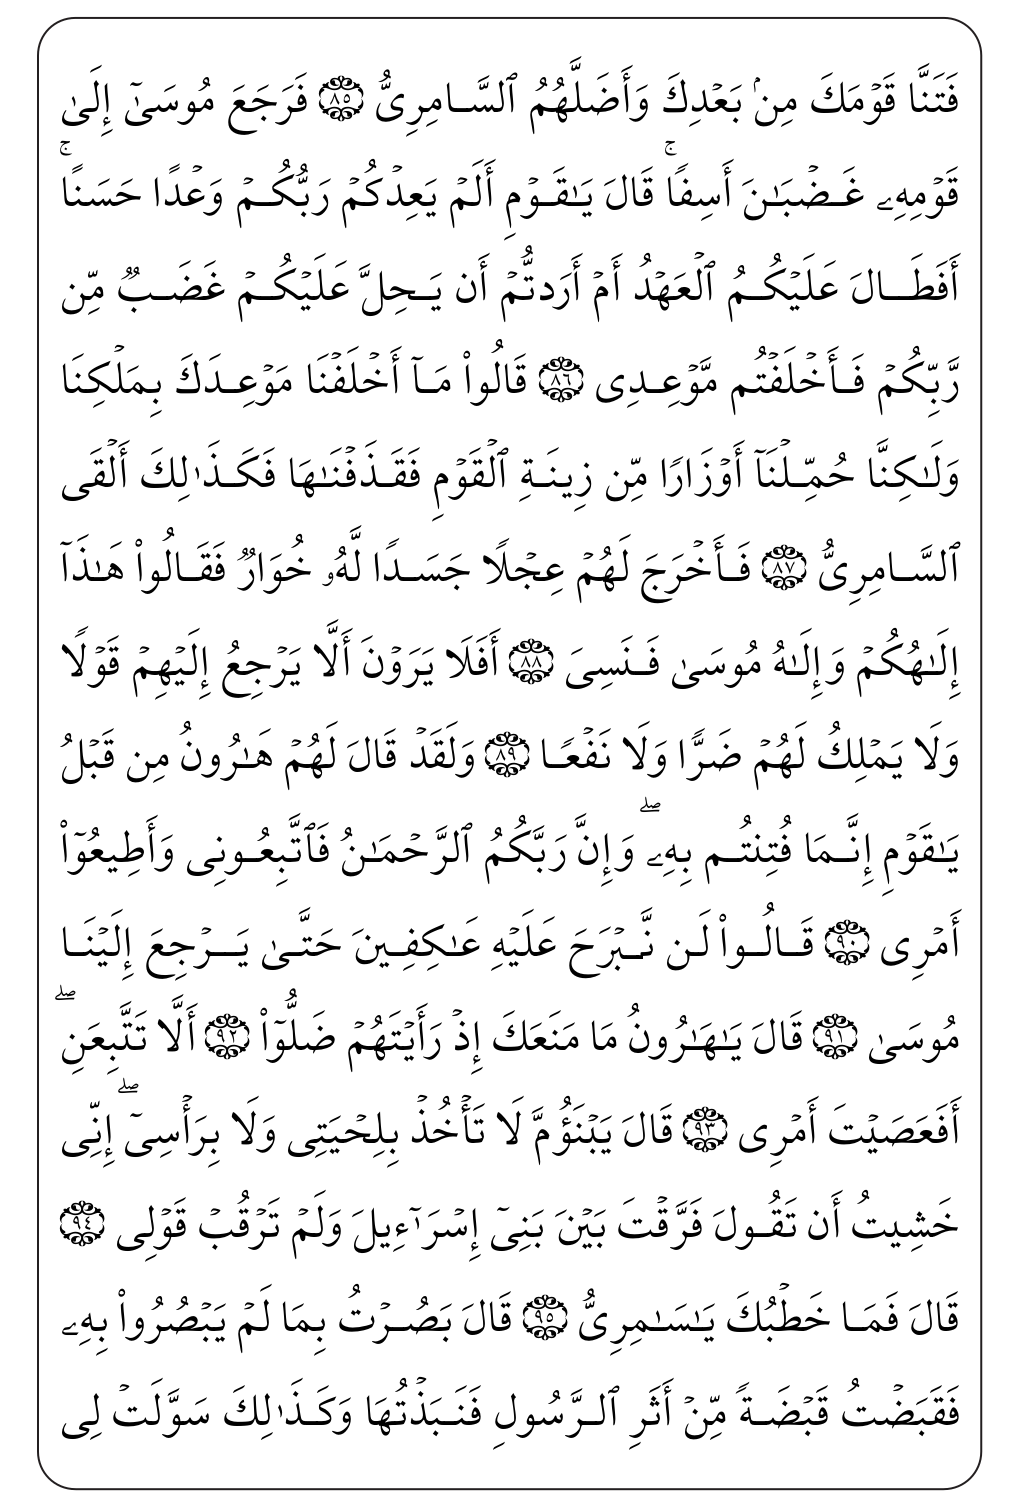 فَتَنَّا قَوْمَكَ مِنۢ بَعْدِكَ وَأَضَلَّهُمُ ٱلسَّامِرِىُّ ۝٨٥ فَرَجَعَ مُوسَىٰٓ إِلَىٰ
قَوْمِهِۦ غَضْبَـٰنَ أَسِفًا ۚ قَالَ يَـٰقَوْمِ أَلَمْ يَعِدْكُمْ رَبُّكُمْ وَعْدًا حَسَنًا ۚ
أَفَطَالَ عَلَيْكُمُ ٱلْعَهْدُ أَمْ أَرَدتُّمْ أَن يَحِلَّ عَلَيْكُمْ غَضَبٌ مِّن
رَّبِّكُمْ فَأَخْلَفْتُم مَّوْعِدِى ۝٨٦ قَالُوا۟ مَآ أَخْلَفْنَا مَوْعِدَكَ بِمَلْكِنَا
وَلَـٰكِنَّا حُمِّلْنَآ أَوْزَارًا مِّن زِينَةِ ٱلْقَوْمِ فَقَذَفْنَـٰهَا فَكَذَٰلِكَ أَلْقَى
ٱلسَّامِرِىُّ ۝٨٧ فَأَخْرَجَ لَهُمْ عِجْلًا جَسَدًا لَّهُۥ خُوَارٌ فَقَالُوا۟ هَـٰذَآ
إِلَـٰهُكُمْ وَإِلَـٰهُ مُوسَىٰ فَنَسِىَ ۝٨٨ أَفَلَا يَرَوْنَ أَلَّا يَرْجِعُ إِلَيْهِمْ قَوْلًا
وَلَا يَمْلِكُ لَهُمْ ضَرًّا وَلَا نَفْعًا ۝٨٩ وَلَقَدْ قَالَ لَهُمْ هَـٰرُونُ مِن قَبْلُ
يَـٰقَوْمِ إِنَّمَا فُتِنتُم بِهِۦ ۖ وَإِنَّ رَبَّكُمُ ٱلرَّحْمَـٰنُ فَٱتَّبِعُونِى وَأَطِيعُوٓا۟
أَمْرِى ۝٩٠ قَالُوا۟ لَن نَّبْرَحَ عَلَيْهِ عَـٰكِفِينَ حَتَّىٰ يَرْجِعَ إِلَيْنَا
مُوسَىٰ ۝٩١ قَالَ يَـٰهَـٰرُونُ مَا مَنَعَكَ إِذْ رَأَيْتَهُمْ ضَلُّوٓا۟ ۝٩٢ أَلَّا تَتَّبِعَنِ ۖ
أَفَعَصَيْتَ أَمْرِى ۝٩٣ قَالَ يَبْنَؤُمَّ لَا تَأْخُذْ بِلِحْيَتِى وَلَا بِرَأْسِىٓ ۖ إِنِّى
خَشِيتُ أَن تَقُولَ فَرَّقْتَ بَيْنَ بَنِىٓ إِسْرَٰٓءِيلَ وَلَمْ تَرْقُبْ قَوْلِى ۝٩٤
قَالَ فَمَا خَطْبُكَ يَـٰسَـٰمِرِىُّ ۝٩٥ قَالَ بَصُرْتُ بِمَا لَمْ يَبْصُرُوا۟ بِهِۦ
فَقَبَضْتُ قَبْضَةً مِّنْ أَثَرِ ٱلرَّسُولِ فَنَبَذْتُهَا وَكَذَٰلِكَ سَوَّلَتْ لِى